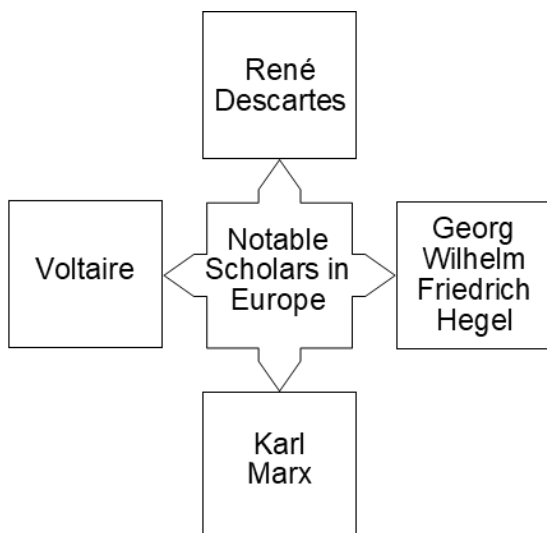 René
Descartes
Voltaire
Notable
Scholars in
Europe
Georg
Wilhelm
Friedrich
Hegel
Karl
Marx